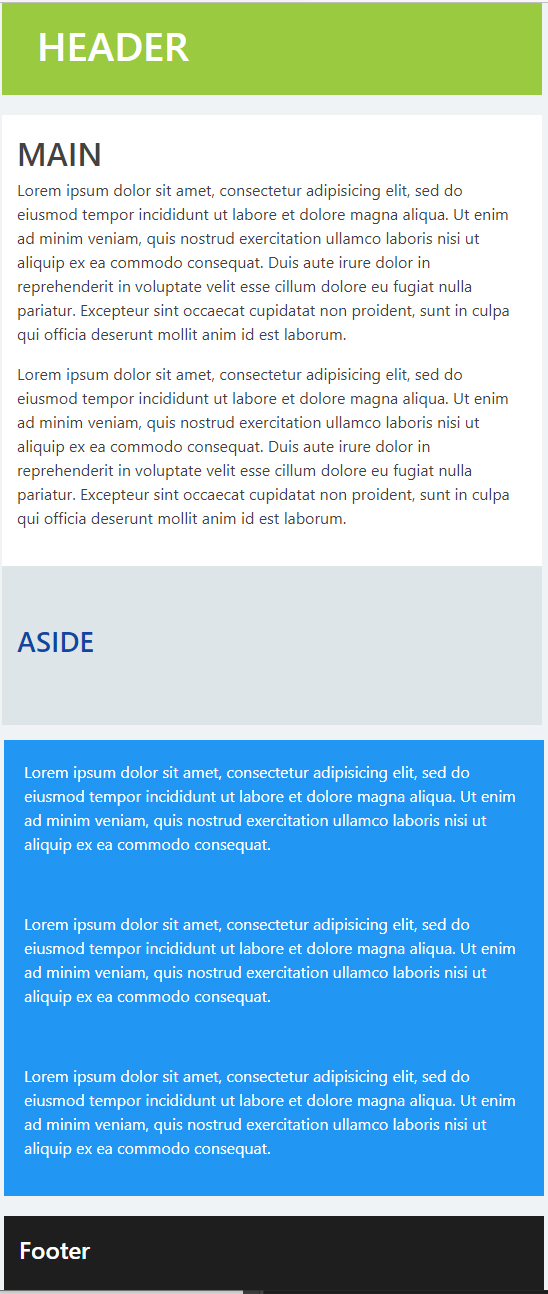 HEADER
MAIN
Lorem ipsum dolor sit amet, consectetur adipisicing elit, sed do
eiusmod tempor incididunt ut labore et dolore magna aliqua. Ut enim
ad minim veniam, quis nostrud exercitation ullamco laboris nisi ut
aliquip ex ea commodo consequat. Duis aute irure dolor in
reprehenderit in voluptate velit esse cillum dolore eu fugiat nulla
pariatur. Excepteur sint occaecat cupidatat non proident, sunt in culpa
qui officia deserunt mollit anim id est laborum.
Lorem ipsum dolor sit amet, consectetur adipisicing elit, sed do
eiusmod tempor incididunt ut labore et dolore magna aliqua. Ut enim
ad minim veniam, quis nostrud exercitation ullamco laboris nisi ut
aliquip ex ea commodo consequat. Duis aute irure dolor in
reprehenderit in voluptate velit esse cillum dolore eu fugiat nulla
pariatur. Excepteur sint occaecat cupidatat non proident, sunt in culpa
qui officia deserunt mollit anim id est laborum.
ASIDE
Lorem ipsum dolor sit amet, consectetur adipisicing elit, sed do
eiusmod tempor incididunt ut labore et dolore magna aliqua. Ut enim
ad minim veniam, quis nostrud exercitation ullamco laboris nisi ut
aliquip ex ea commodo consequat.
Lorem ipsum dolor sit amet, consectetur adipisicing elit, sed do
eiusmod tempor incididunt ut labore et dolore magna aliqua. Ut enim
ad minim veniam, quis nostrud exercitation ullamco laboris nisi ut
aliquip ex ea commodo consequat.
Lorem ipsum dolor sit amet, consectetur adipisicing elit, sed do
eiusmod tempor incididunt ut labore et dolore magna aliqua. Ut enim
ad minim veniam, quis nostrud exercitation ullamco laboris nisi ut
aliquip ex ea commodo consequat.
Footer